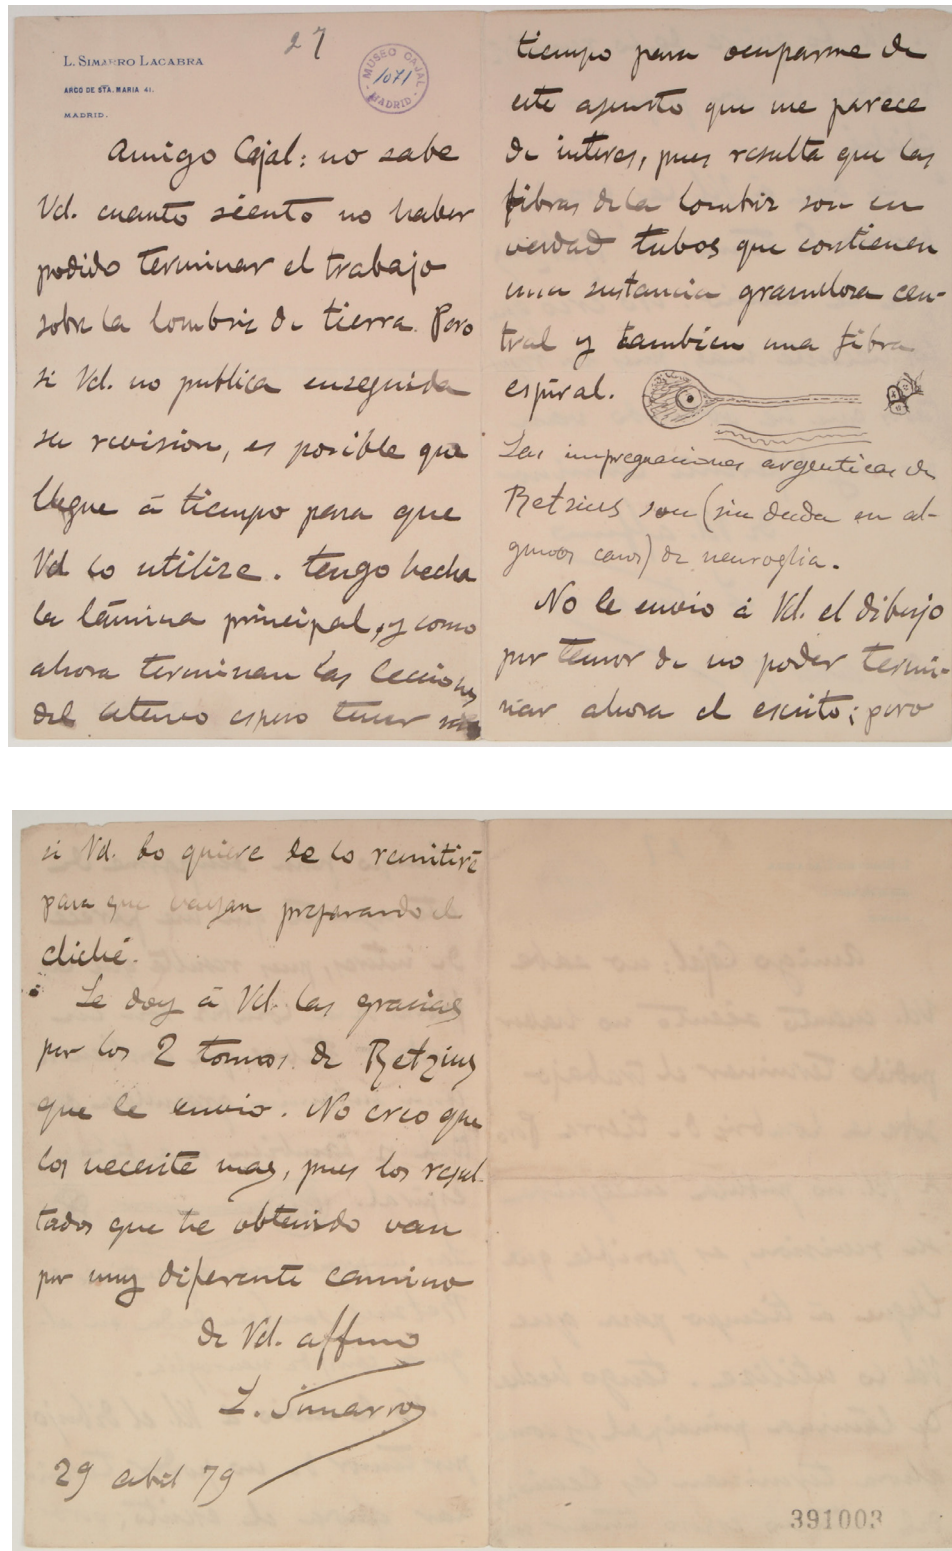 27
L. SIMARRO LACABRA
ARCO DE STA. MARIA 41.
MADRID.
MUSEO CAJAL
1071
MADRID
Amigo Cajal: no sabe
Vd. cuanto siento no haber
podido terminar el trabajo
sobre la lombriz de tierra. Pero
si Vd. no publica enseguida
su revision, es posible que
llegue á tiempo para que
Vd lo utilize. tengo hecha
la lámina principal, y como
ahora terminan las lecciones
del ateneo espero tener mas
tiempo para ocuparme de
este asunto que me parece
de interes, pues resulta que las
fibras de la lombriz son en
verdad tubos que contienen
una sustancia granulosa cen-
tral y tambien una fibra
espiral.
Las impregnaciones argenticas de
Retzius son (sin duda en al-
gunos casos) de neuroglia.
No le envio á Vd. el dibujo
por temor de no poder termi-
nar ahora el escrito; pero
si Vd. lo quiere se lo remitiré
para que vayan preparando el
cliché.
Le doy á Vd. las gracias
por los 2 tomos de Retzius
que le envio. No creo que
los necesite mas, pues los resul-
tados que he obtenido van
por muy diferente camino
de Vd. affmo
L. Simarro
29 abril 79
391003